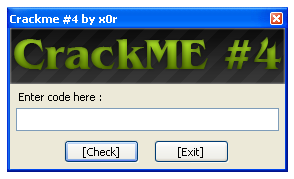 Crackme #4 by x0r
CrackME #4
Enter code here :
[Check] [Exit]